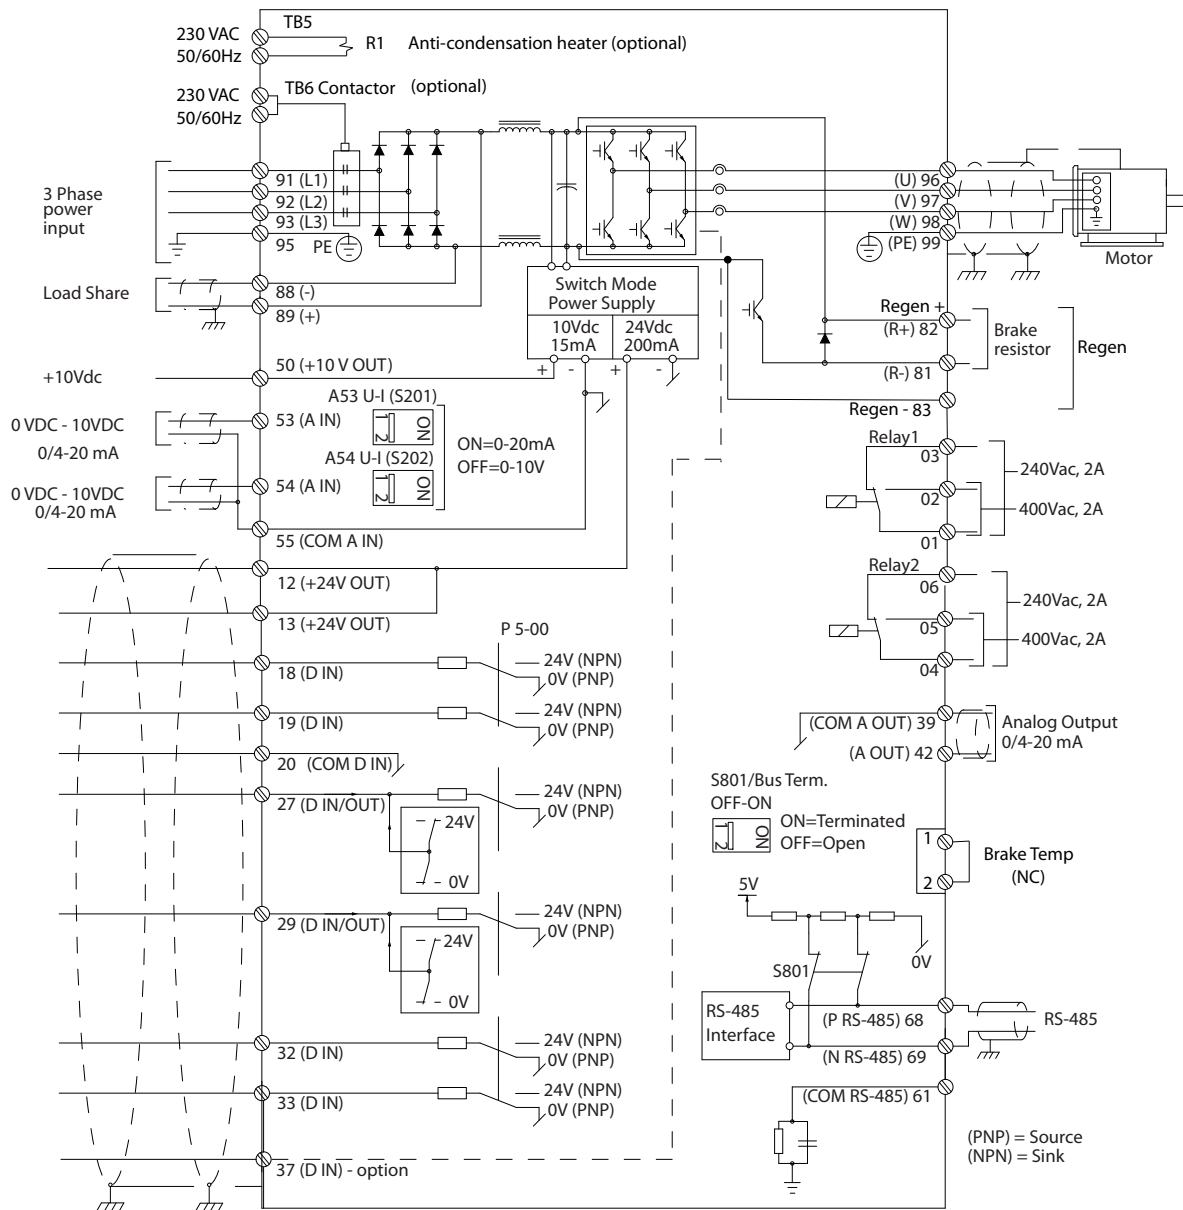 TB5
230 VAC
50/60Hz
R1
Anti-condensation heater (optional)
TB6 Contactor
(optional)
230 VAC
50/60Hz
3 Phase
power
input
91 (L1)
92 (L2)
93 (L3)
95
PE
(U) 96
(V) 97
(W) 98
(PE) 99
Motor
Load Share
88 (-)
89 (+)
Switch Mode
Power Supply
10Vdc
15mA
24Vdc
200mA
+
-
+
-
Regen +
(R+) 82
Brake
resistor
Regen
(R-) 81
Regen - 83
+10Vdc
50 (+10 V OUT)
0 VDC - 10VDC
0/4-20 mA
53 (A IN)
A53 U-I (S201)
1 2
ON
ON=0-20mA
OFF=0-10V
A54 U-I (S202)
1 2
ON
0 VDC - 10VDC
0/4-20 mA
54 (A IN)
55 (COM A IN)
Relay1
03
02
01
240Vac, 2A
400Vac, 2A
Relay2
06
05
04
240Vac, 2A
400Vac, 2A
12 (+24V OUT)
13 (+24V OUT)
P 5-00
18 (D IN)
24V (NPN)
0V (PNP)
19 (D IN)
24V (NPN)
0V (PNP)
20 (COM D IN)
27 (D IN/OUT)
24V (NPN)
0V (PNP)
24V
0V
29 (D IN/OUT)
24V (NPN)
0V (PNP)
24V
0V
32 (D IN)
24V (NPN)
0V (PNP)
33 (D IN)
24V (NPN)
0V (PNP)
37 (D IN) - option
(COM A OUT) 39
(A OUT) 42
Analog Output
0/4-20 mA
S801/Bus Term.
OFF-ON
1 2
ON
ON=Terminated
OFF=Open
1
2
Brake Temp
(NC)
5V
0V
S801
RS-485
Interface
(P RS-485) 68
(N RS-485) 69
RS-485
(COM RS-485) 61
(PNP) = Source
(NPN) = Sink